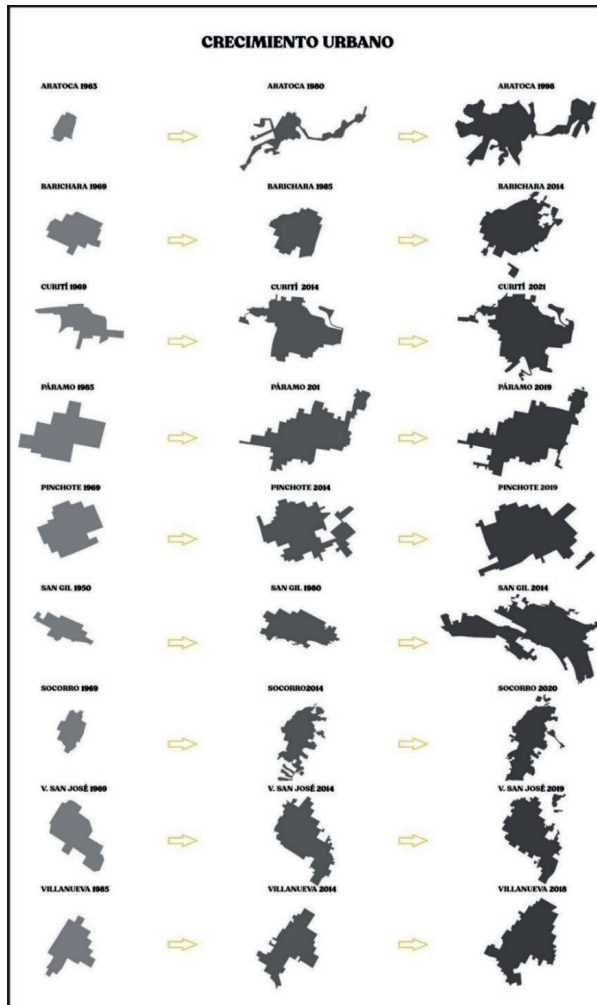 CRECIMIENTO URBANO
ARATOCA 1965 ARATOCA 1980 ARATOCA 1998
BARICHARA 1969 BARICHARA 1985 BARICHARA 2014
CURITÍ 1969 CURITÍ 2014 CURITÍ 2021
PÁRAMO 1985 PÁRAMO 201 PÁRAMO 2019
PINCHOTE 1969 PINCHOTE 2014 PINCHOTE 2019
SAN GIL 1950 SAN GIL 1980 SAN GIL 2014
SOCORRO 1969 SOCORRO2014 SOCORRO 2020
V. SAN JOSÉ 1969 V. SAN JOSÉ 2014 V. SAN JOSÉ 2019
VILLANUEVA 1985 VILLANUEVA 2014 VILLANUEVA 2018